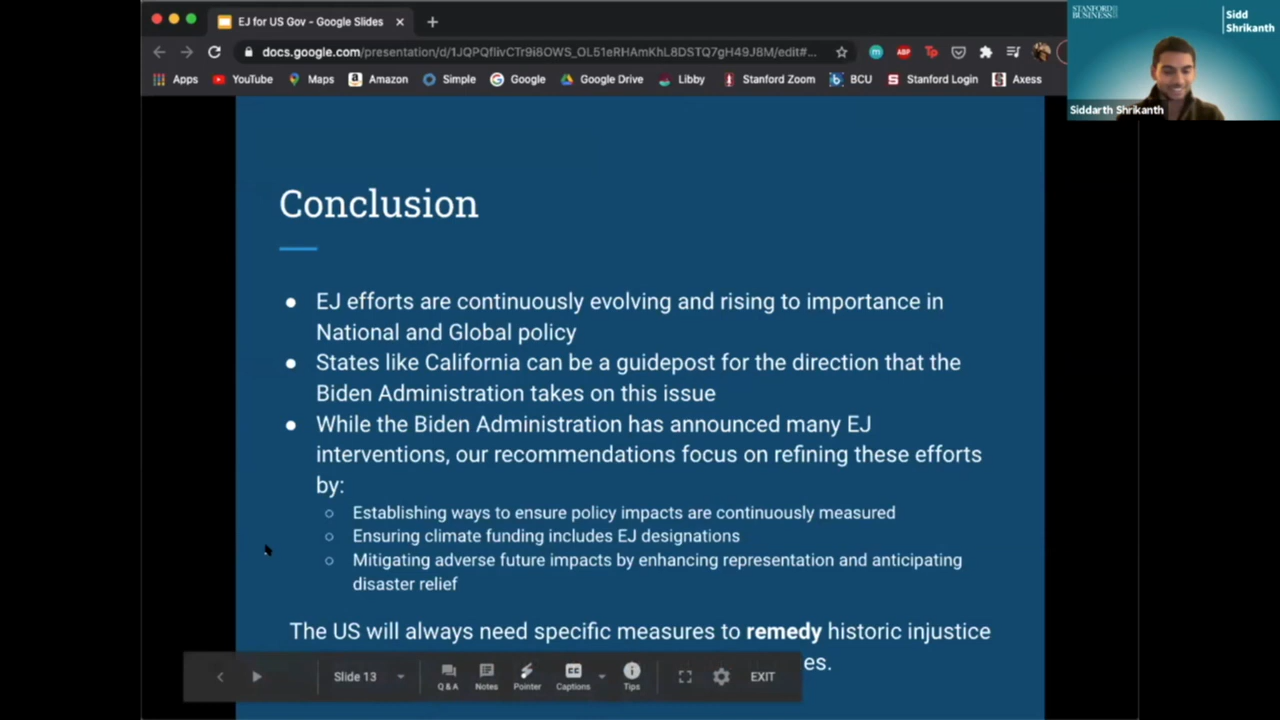 EJ for US Gov - Google Slides
docs.google.com/presentation/d/1JQPQflivCTr9i8OWS_OL51eRHAmKhL8DSTQ7gH49J8M/edit#...
ABP
Tp
Apps YouTube Maps Amazon Simple Google Google Drive Libby Stanford Zoom BCU Stanford Login Axess
STANFORD
BUSINESS
Sidd
Shrikanth
Siddarth Shrikanth
Conclusion
● EJ efforts are continuously evolving and rising to importance in
National and Global policy
● States like California can be a guidepost for the direction that the
Biden Administration takes on this issue
● While the Biden Administration has announced many EJ
interventions, our recommendations focus on refining these efforts
by:
○ Establishing ways to ensure policy impacts are continuously measured
○ Ensuring climate funding includes EJ designations
○ Mitigating adverse future impacts by enhancing representation and anticipating
disaster relief
The US will always need specific measures to remedy historic injustice
es.
Slide 13
Q & A Notes Pointer Captions Tips EXIT